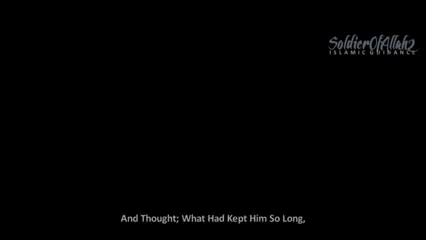 SoldierOfAllah2
ISLAMIC GUIDANCE
And Thought; What Had Kept Him So Long,